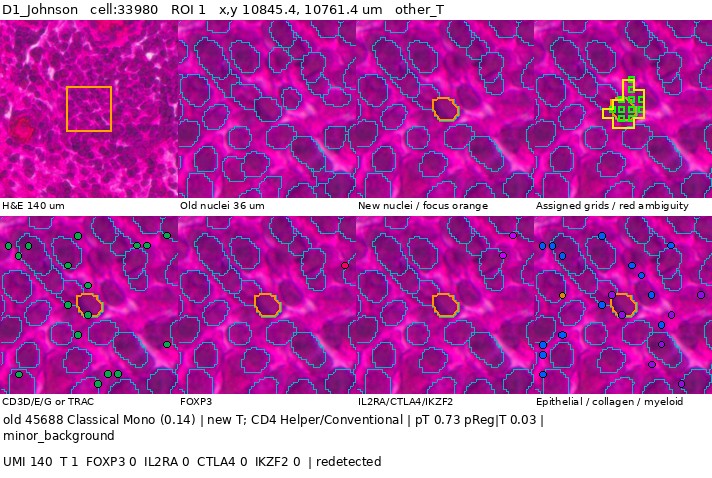 D1_Johnson cell:33980 ROI 1 x,y 10845.4, 10761.4 um other_T
H&E 140 um
Old nuclei 36 um
New nuclei / focus orange
Assigned grids / red ambiguity
CD3D/E/G or TRAC
FOXP3
IL2RA/CTLA4/IKZF2
Epithelial / collagen / myeloid
old 45688 Classical Mono (0.14) | new T; CD4 Helper/Conventional | pT 0.73 pReg|T 0.03 |
minor_background
UMI 140 T 1 FOXP3 0 IL2RA 0 CTLA4 0 IKZF2 0 | redetected